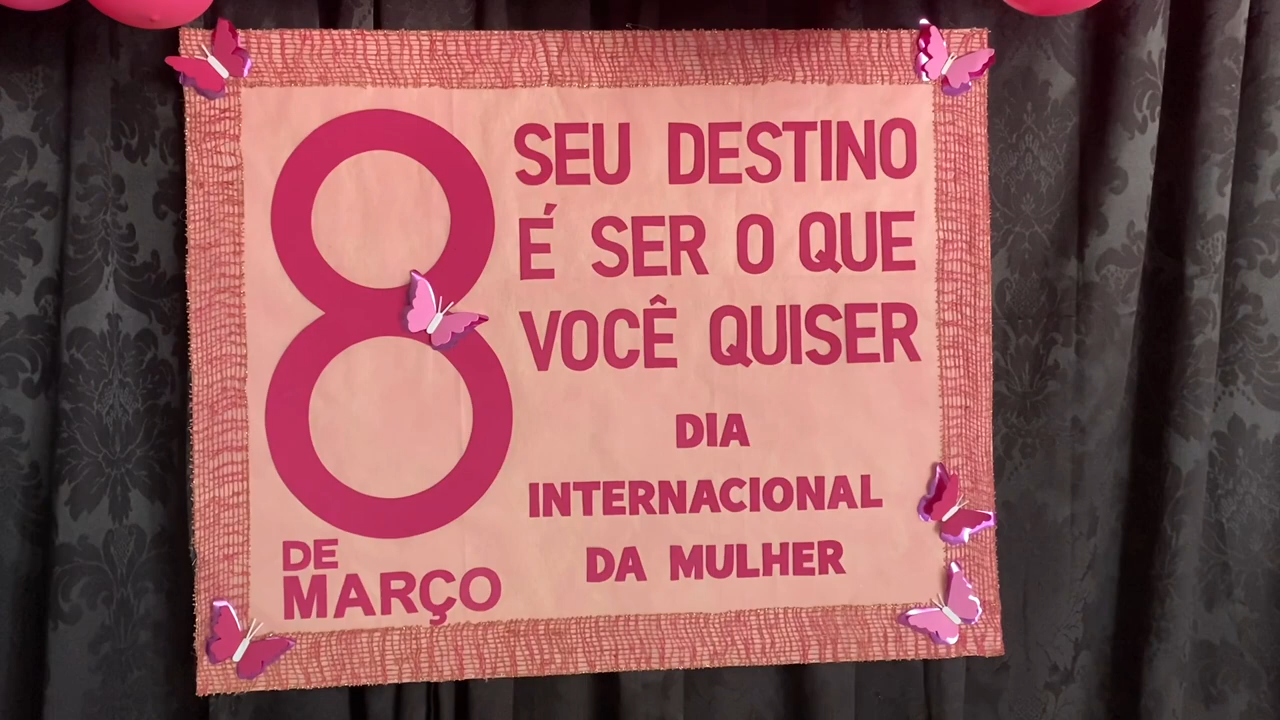 8
DE
MARÇO
SEU DESTINO
É SER O QUE
VOCÊ QUISER
DIA
INTERNACIONAL
DA MULHER